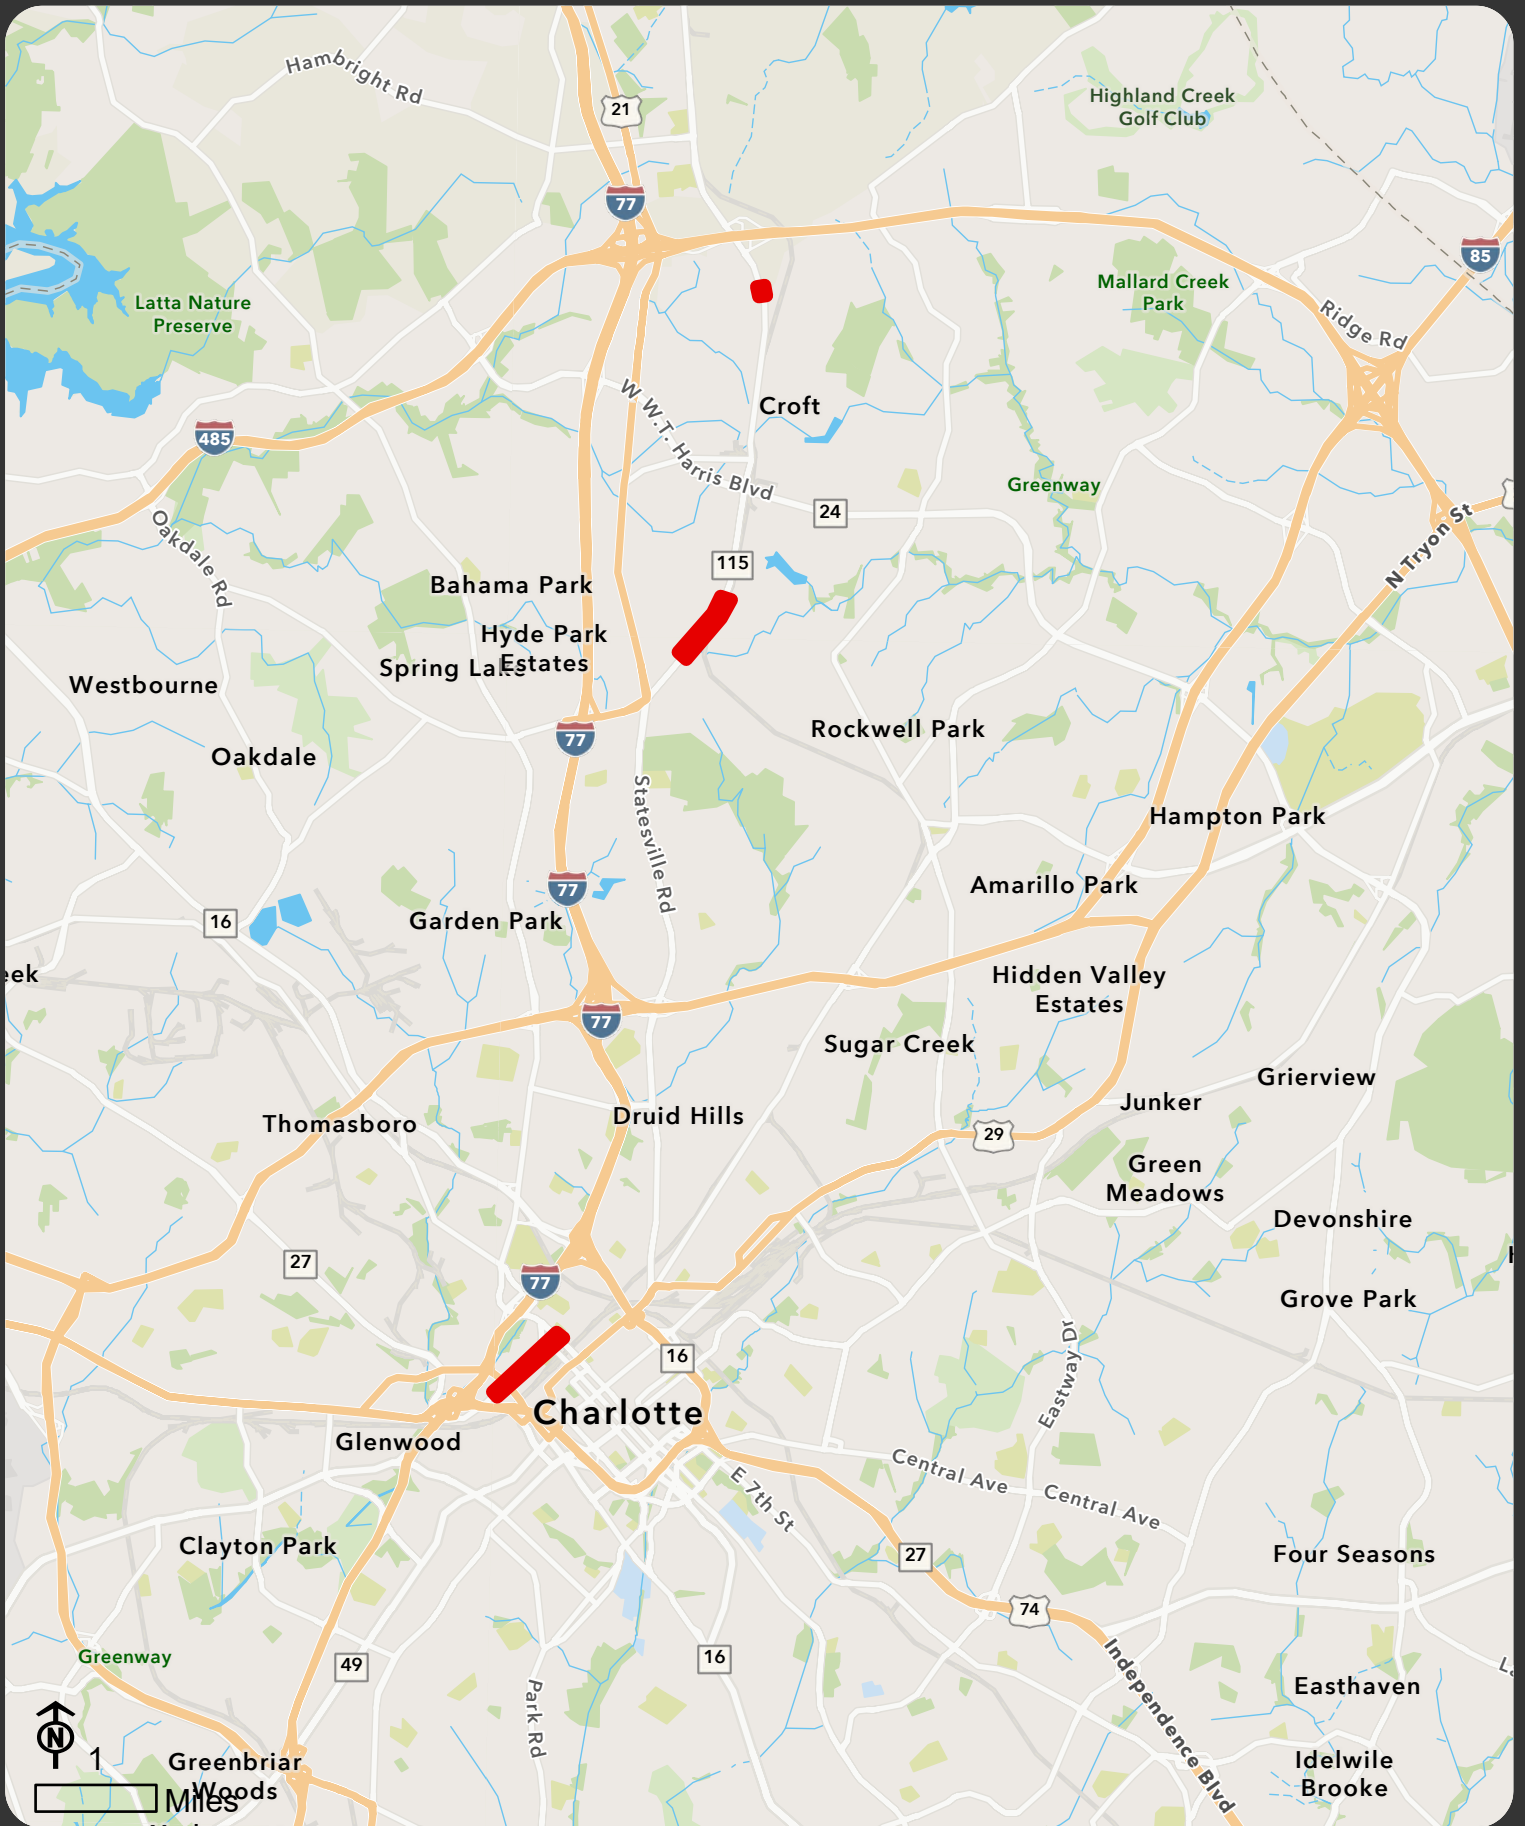 Hambright Rd
21
Highland Creek
Golf Club
77
85
Latta Nature
Preserve
Mallard Creek
Park
Ridge Rd
W W.T. Harris Blvd
Croft
485
Greenway
24
Oakdale Rd
N Tryon St
115
Bahama Park
Hyde Park
Estates
Spring Lake
Westbourne
Rockwell Park
77
Oakdale
Statesville Rd
Hampton Park
77
Amarillo Park
16
Garden Park
eek
Hidden Valley
Estates
77
Sugar Creek
Grierview
Junker
Druid Hills
Thomasboro
29
Green
Meadows
Devonshire
27
77
Grove Park
16
Eastway Dr
Charlotte
Glenwood
Central Ave
Central Ave
E 7th St
Clayton Park
27
Four Seasons
74
Greenway
49
16
Independence Blvd
Park Rd
Easthaven
N
1
Miles
Greenbriar
Woods
Idelwile
Brooke